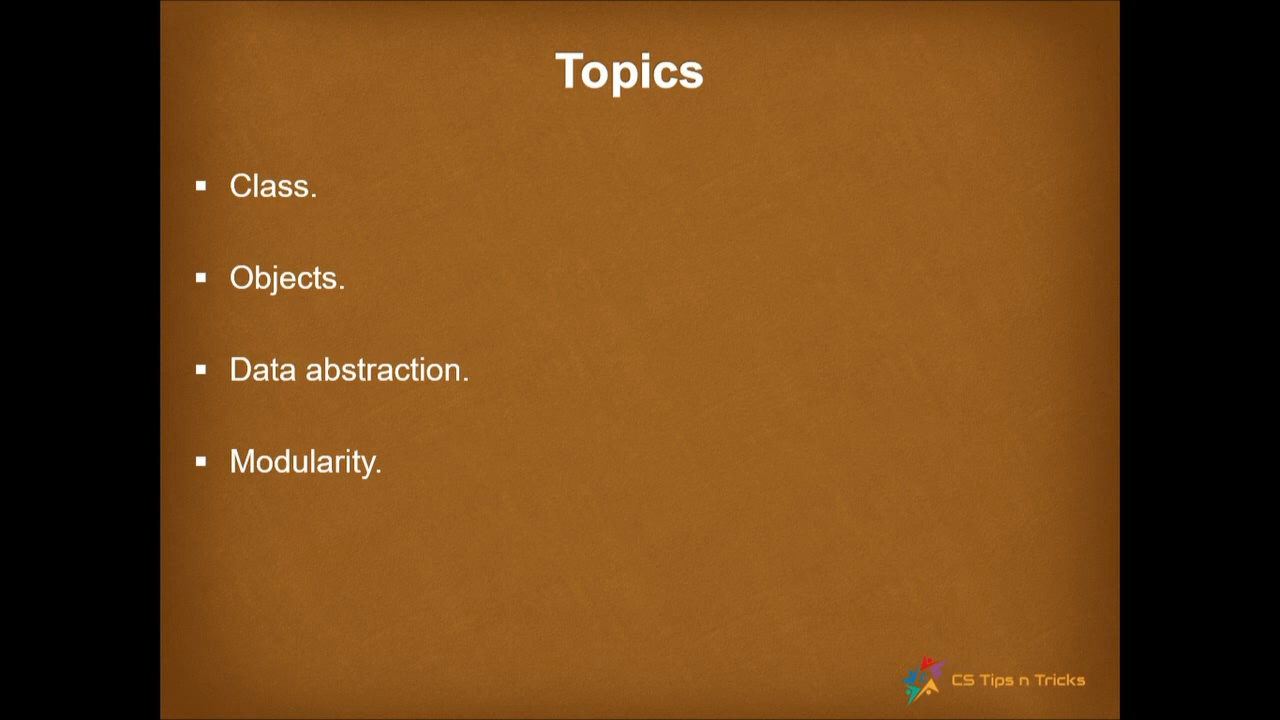 Topics
Class.
Objects.
Data abstraction.
Modularity.
CS Tips n Tricks